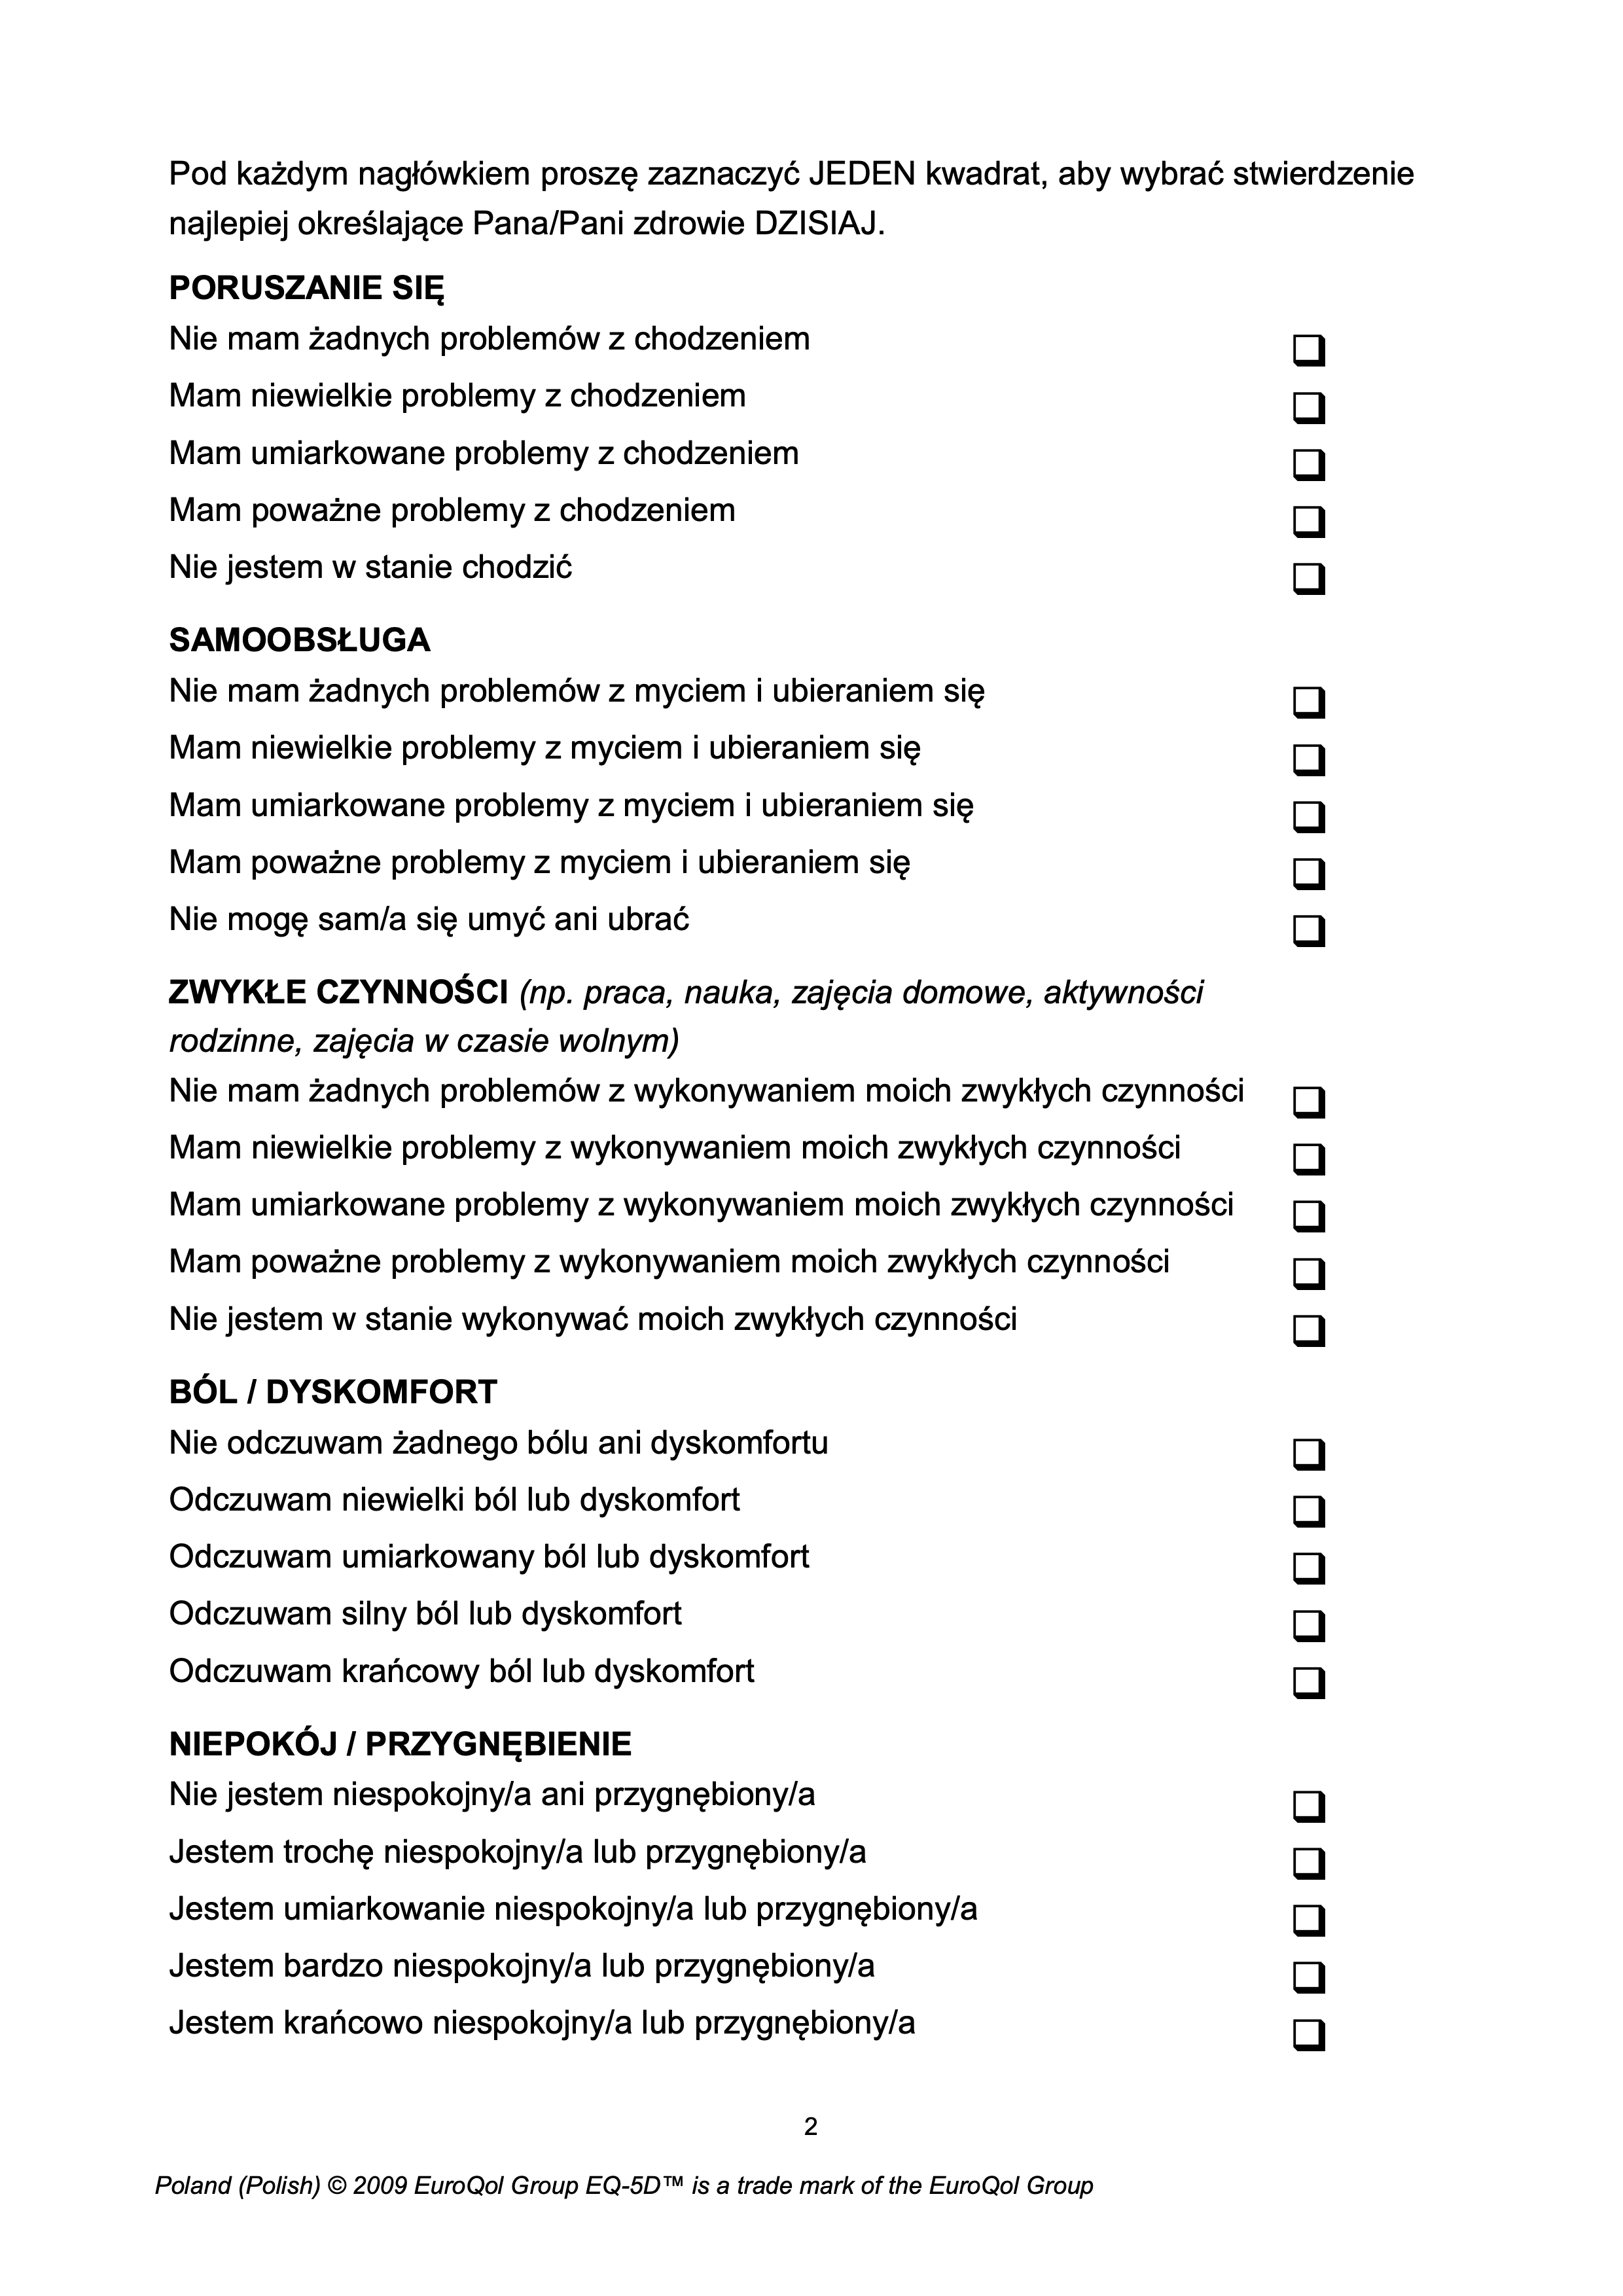 Pod każdym nagłówkiem proszę zaznaczyć JEDEN kwadrat, aby wybrać stwierdzenie
najlepiej określające Pana/Pani zdrowie DZISIAJ.
PORUSZANIE SIĘ
Nie mam żadnych problemów z chodzeniem
Mam niewielkie problemy z chodzeniem
Mam umiarkowane problemy z chodzeniem
Mam poważne problemy z chodzeniem
Nie jestem w stanie chodzić
SAMOOBSŁUGA
Nie mam żadnych problemów z myciem i ubieraniem się
Mam niewielkie problemy z myciem i ubieraniem się
Mam umiarkowane problemy z myciem i ubieraniem się
Mam poważne problemy z myciem i ubieraniem się
Nie mogę sam/a się umyć ani ubrać
ZWYKŁE CZYNNOŚCI (np. praca, nauka, zajęcia domowe, aktywności
rodzinne, zajęcia w czasie wolnym)
Nie mam żadnych problemów z wykonywaniem moich zwykłych czynności
Mam niewielkie problemy z wykonywaniem moich zwykłych czynności
Mam umiarkowane problemy z wykonywaniem moich zwykłych czynności
Mam poważne problemy z wykonywaniem moich zwykłych czynności
Nie jestem w stanie wykonywać moich zwykłych czynności
BÓL / DYSKOMFORT
Nie odczuwam żadnego bólu ani dyskomfortu
Odczuwam niewielki ból lub dyskomfort
Odczuwam umiarkowany ból lub dyskomfort
Odczuwam silny ból lub dyskomfort
Odczuwam krańcowy ból lub dyskomfort
NIEPOKÓJ / PRZYGNĘBIENIE
Nie jestem niespokojny/a ani przygnębiony/a
Jestem trochę niespokojny/a lub przygnębiony/a
Jestem umiarkowanie niespokojny/a lub przygnębiony/a
Jestem bardzo niespokojny/a lub przygnębiony/a
Jestem krańcowo niespokojny/a lub przygnębiony/a
2
Poland (Polish) © 2009 EuroQol Group EQ-5D™ is a trade mark of the EuroQol Group